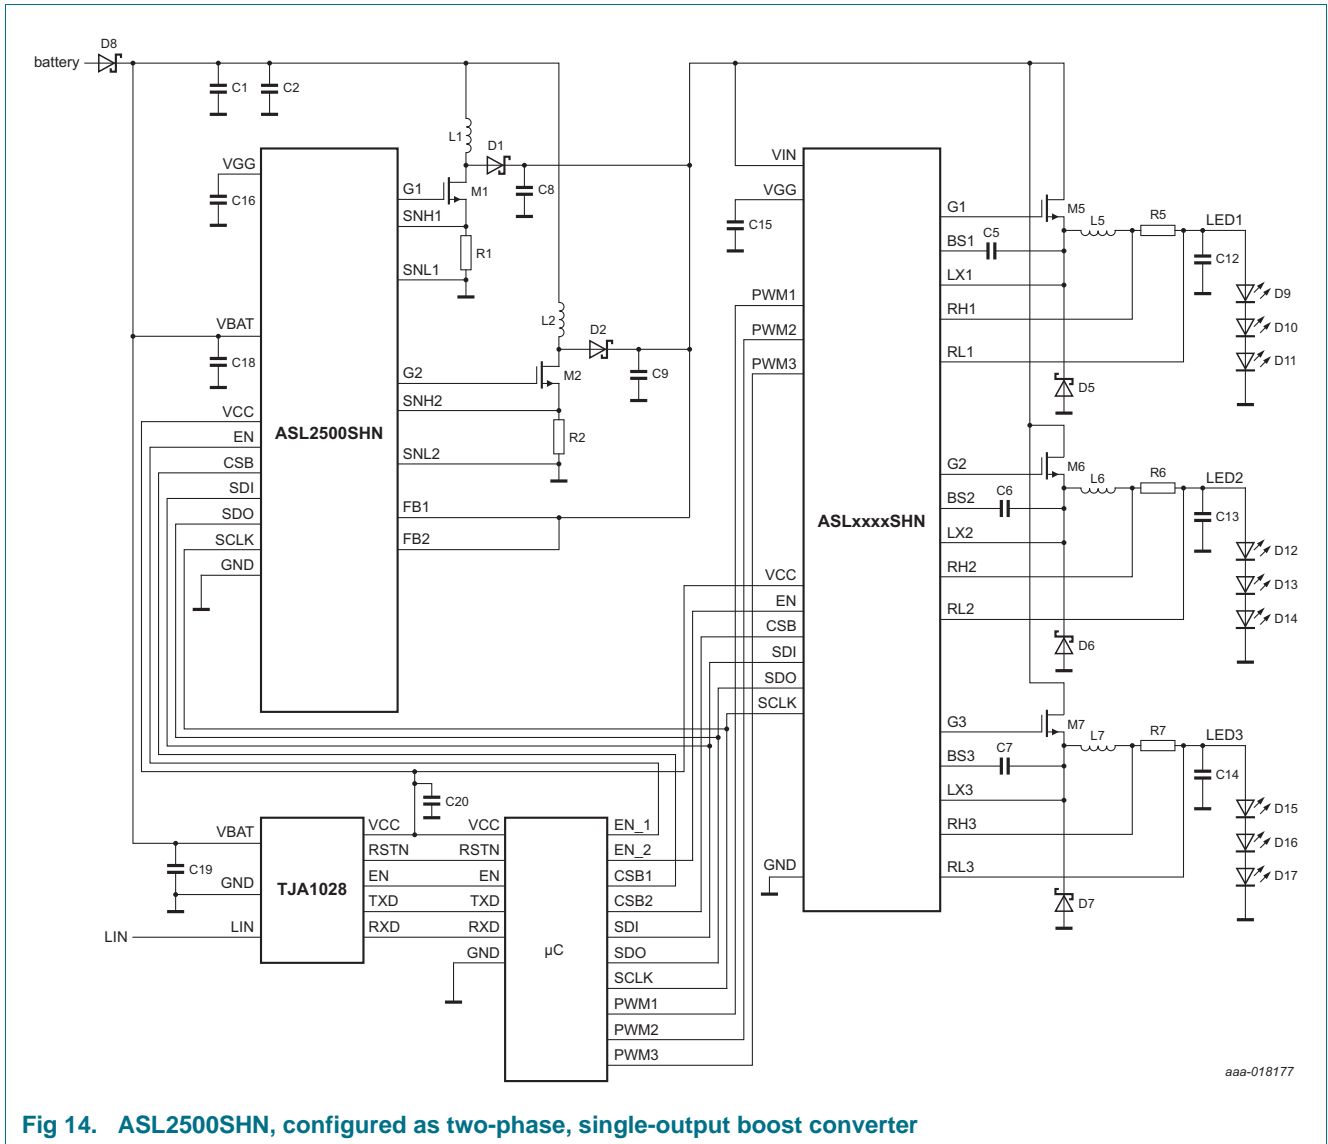 D8
battery
C1
C2
L1
D1
C8
M1
R1
L2
D2
C9
M2
R2
VGG
C16
VBAT
C18
VCC
EN
CSB
SDI
SDO
SCLK
GND
ASL2500SHN
G1
SNH1
SNL1
G2
SNH2
SNL2
FB1
FB2
VIN
VGG
C15
PWM1
PWM2
PWM3
VCC
EN
CSB
SDI
SDO
SCLK
GND
ASLxxxxSHN
G1
BS1
LX1
RH1
RL1
G2
BS2
LX2
RH2
RL2
G3
BS3
LX3
RH3
RL3
M5
C5
L5
R5
LED1
C12
D9
D10
D11
D5
M6
C6
L6
R6
LED2
C13
D12
D13
D14
D6
M7
C7
L7
R7
LED3
C14
D15
D16
D17
D7
C20
VBAT
C19
GND
LIN
LIN
TJA1028
VCC
RSTN
EN
TXD
RXD
VCC
RSTN
EN
TXD
RXD
GND
µC
EN_1
EN_2
CSB1
CSB2
SDI
SDO
SCLK
PWM1
PWM2
PWM3
aaa-018177
Fig 14. ASL2500SHN, configured as two-phase, single-output boost converter